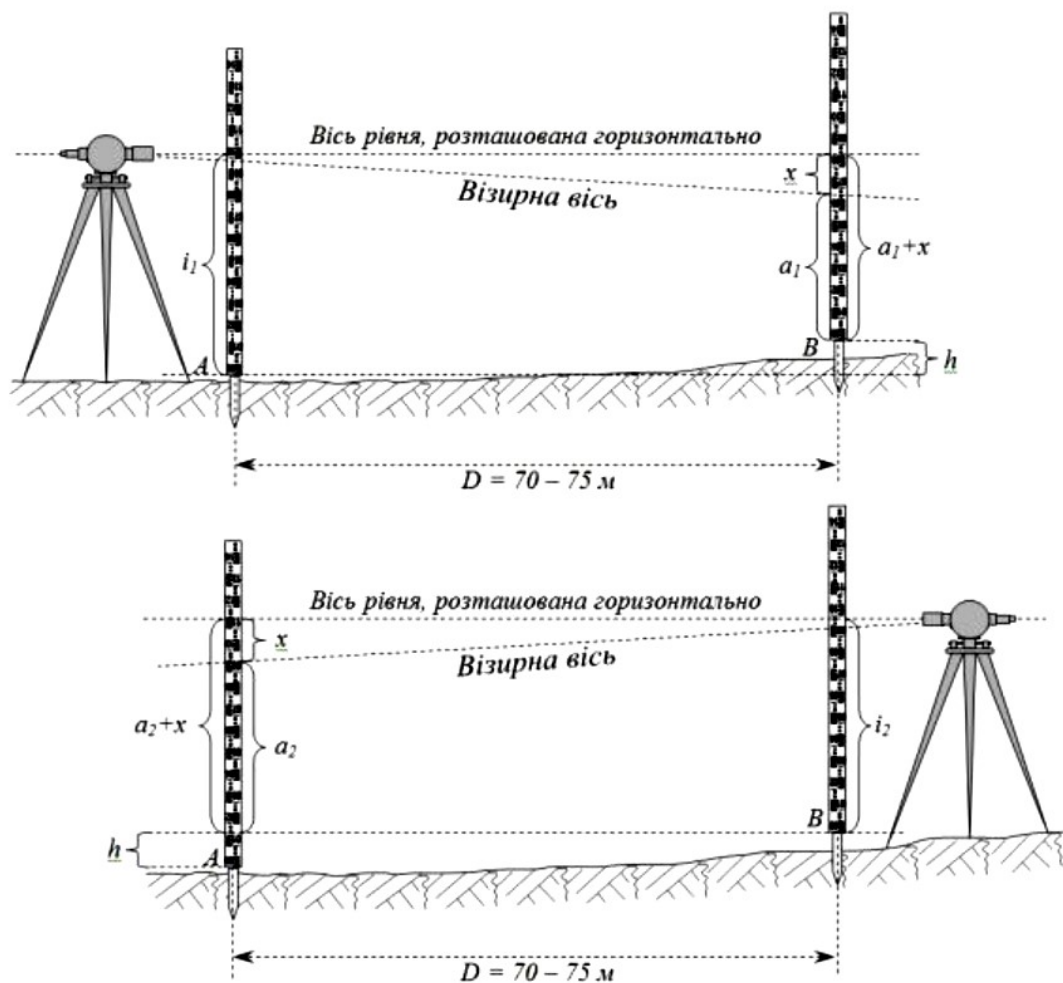 Вісь рівня, розташована горизонтально
x
Візирна вісь
i₁
a₁
a₁+x
A
B
h
D = 70 – 75 м
Вісь рівня, розташована горизонтально
x
Візирна вісь
a₂+x
a₂
i₂
B
h
A
D = 70 – 75 м